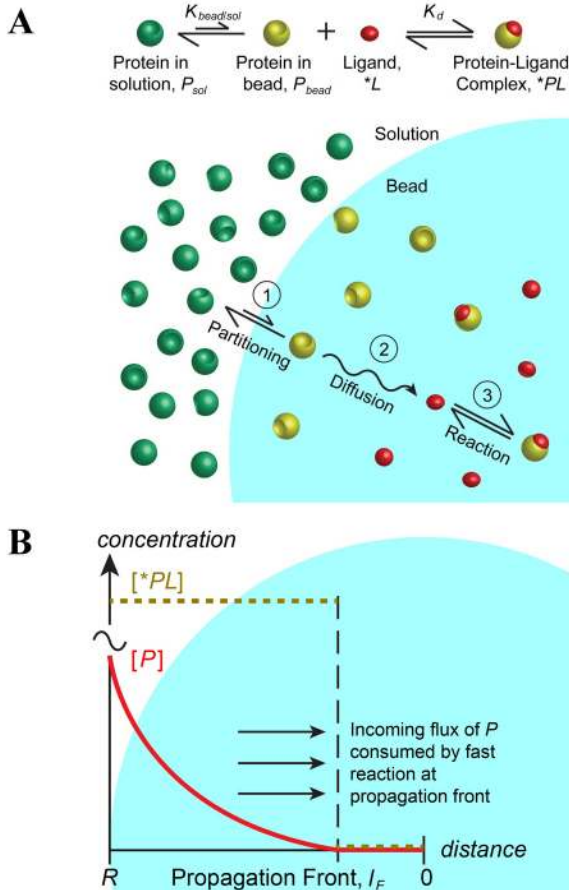 A
K_bead/sol
K_d
+
Protein in
solution, P_sol
Protein in
bead, P_bead
Ligand,
*L
Protein-Ligand
Complex, *PL
Solution
Bead
1
Partitioning
2
Diffusion
3
Reaction
B
concentration
[*PL]
[P]
Incoming flux of P
consumed by fast
reaction at
propagation front
distance
R
Propagation Front, l_F
0